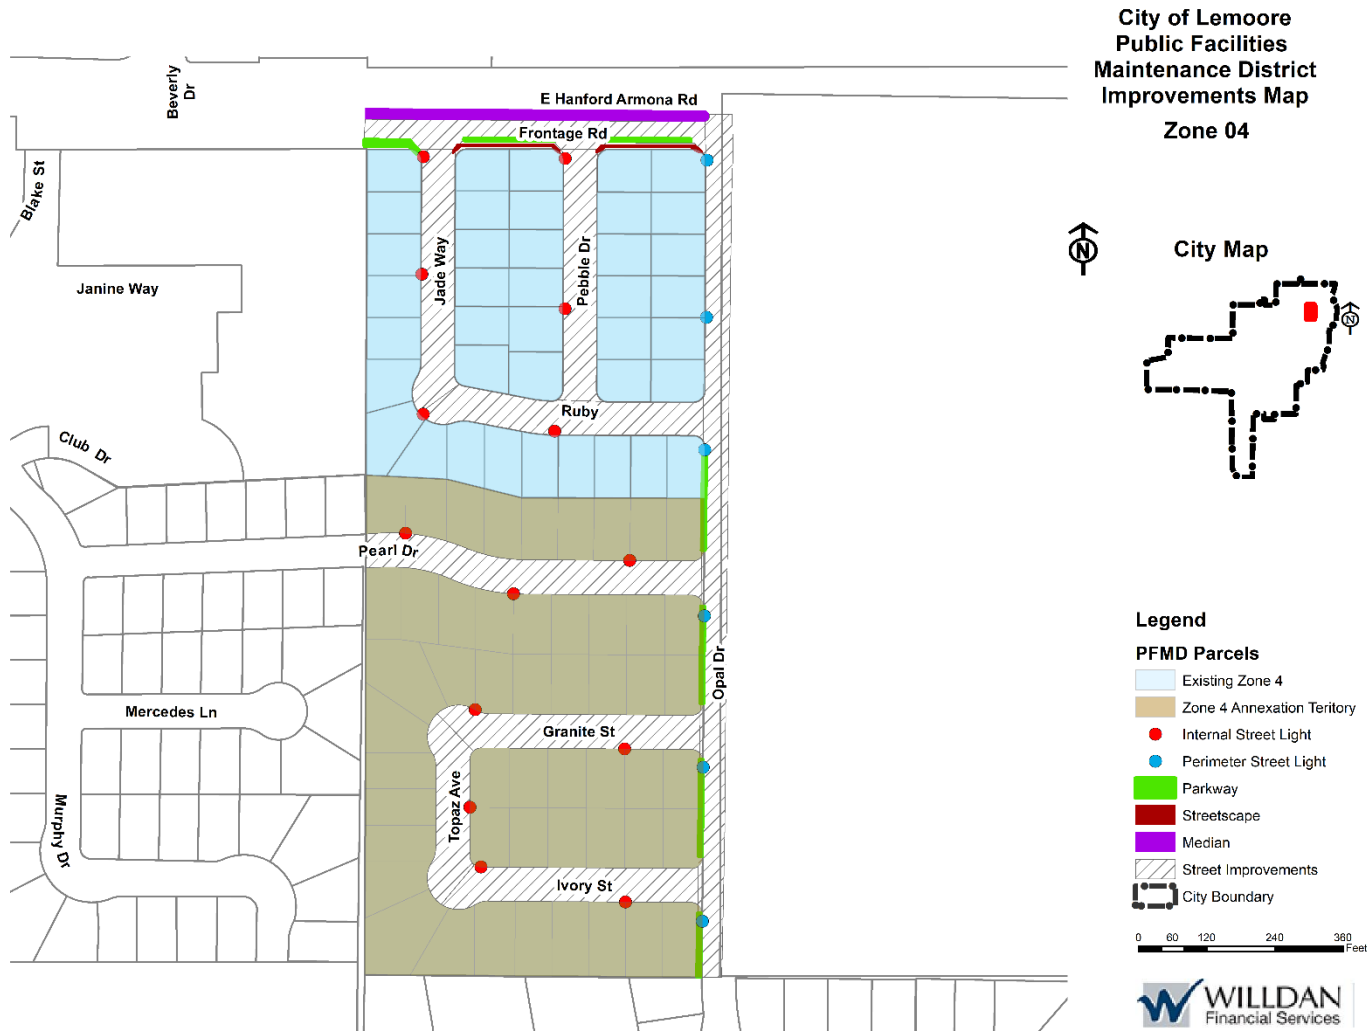 City of Lemoore
Public Facilities
Maintenance District
Improvements Map
Zone 04
Beverly
Dr
E Hanford Armona Rd
Frontage Rd
Blake St
Jade Way
Pebble Dr
Janine Way
N
City Map
N
Ruby
Club Dr
Pearl Dr
Opal Dr
Mercedes Ln
Granite St
Topaz Ave
Murphy Dr
Ivory St
Legend
PFMD Parcels
Existing Zone 4
Zone 4 Annexation Teritory
Internal Street Light
Perimeter Street Light
Parkway
Streetscape
Median
Street Improvements
City Boundary
0 60 120 240 360
Feet
WILLDAN
Financial Services